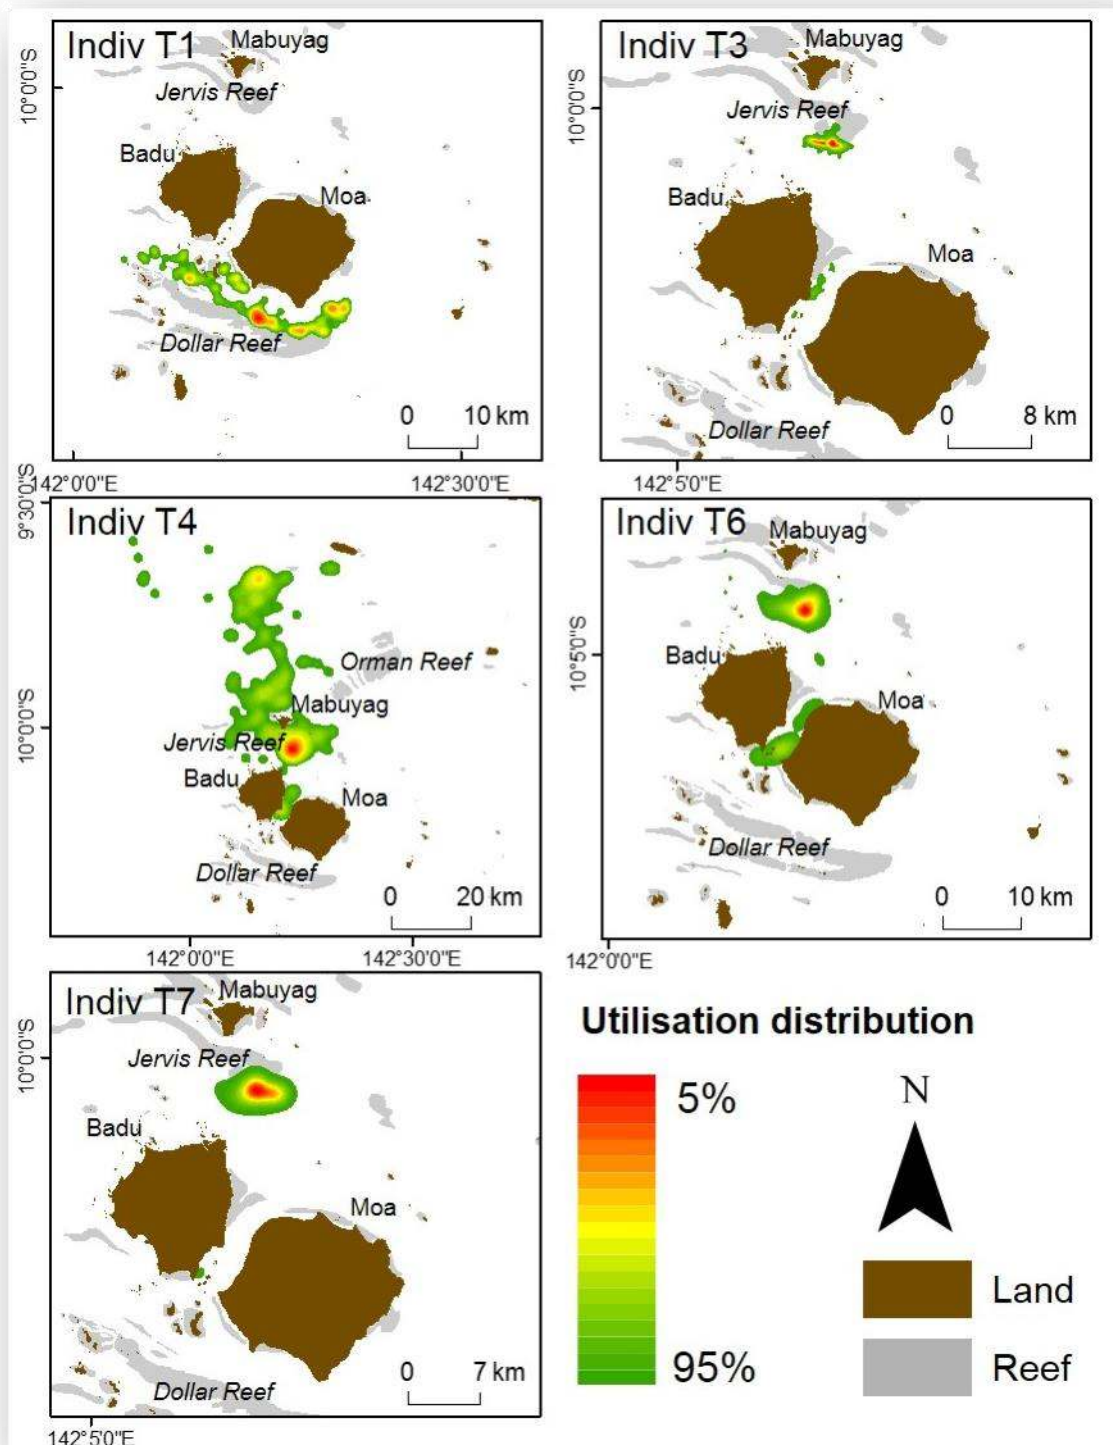 Indiv T1
Mabuyag
Jervis Reef
Badu
Moa
Dollar Reef
0 10 km
10°0'0"S
142°0'0"E 142°30'0"E
Indiv T3
Mabuyag
Jervis Reef
Badu
Moa
Dollar Reef
0 8 km
10°0'0"S
142°5'0"E
Indiv T4
Orman Reef
Mabuyag
Jervis Reef
Badu
Moa
Dollar Reef
0 20 km
9°30'0"S
10°0'0"S
142°0'0"E 142°30'0"E
Indiv T6
Mabuyag
Badu
Moa
Dollar Reef
0 10 km
10°5'0"S
142°0'0"E
Indiv T7
Mabuyag
Jervis Reef
Badu
Moa
Dollar Reef
0 7 km
10°0'0"S
142°5'0"E
Utilisation distribution
5%
95%
N
Land
Reef